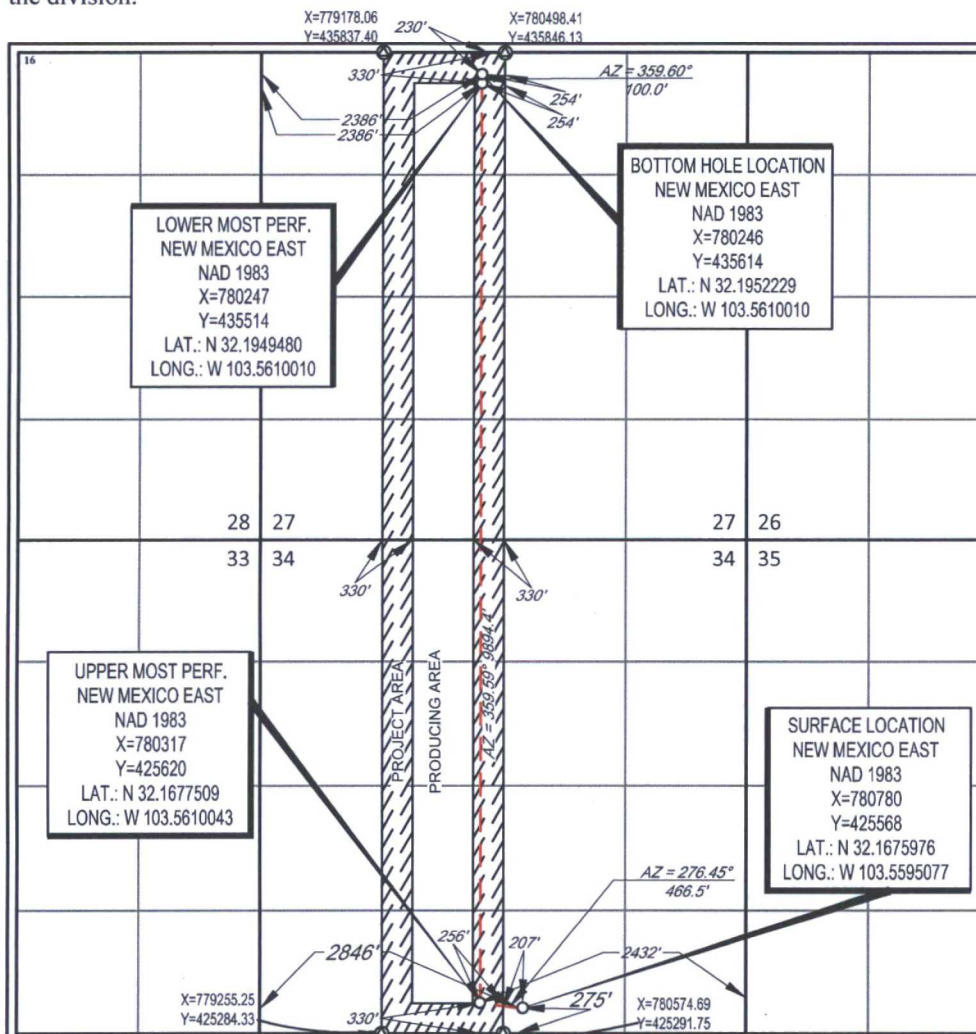 the division.
X=779178.06
Y=435837.40
X=780498.41
Y=435846.13
230'
16
330'
AZ = 359.60°
100.0'
254'
254'
2386'
2386'
BOTTOM HOLE LOCATION
NEW MEXICO EAST
NAD 1983
X=780246
Y=435614
LAT.: N 32.1952229
LONG.: W 103.5610010
LOWER MOST PERF.
NEW MEXICO EAST
NAD 1983
X=780247
Y=435514
LAT.: N 32.1949480
LONG.: W 103.5610010
28 27
27 26
33 34
34 35
330'
330'
PROJECT AREA
PRODUCING AREA
AZ = 359.59° 9894.4'
UPPER MOST PERF.
NEW MEXICO EAST
NAD 1983
X=780317
Y=425620
LAT.: N 32.1677509
LONG.: W 103.5610043
SURFACE LOCATION
NEW MEXICO EAST
NAD 1983
X=780780
Y=425568
LAT.: N 32.1675976
LONG.: W 103.5595077
AZ = 276.45°
466.5'
256'
207'
2846'
2432'
275'
X=779255.25
Y=425284.33
330'
X=780574.69
Y=425291.75